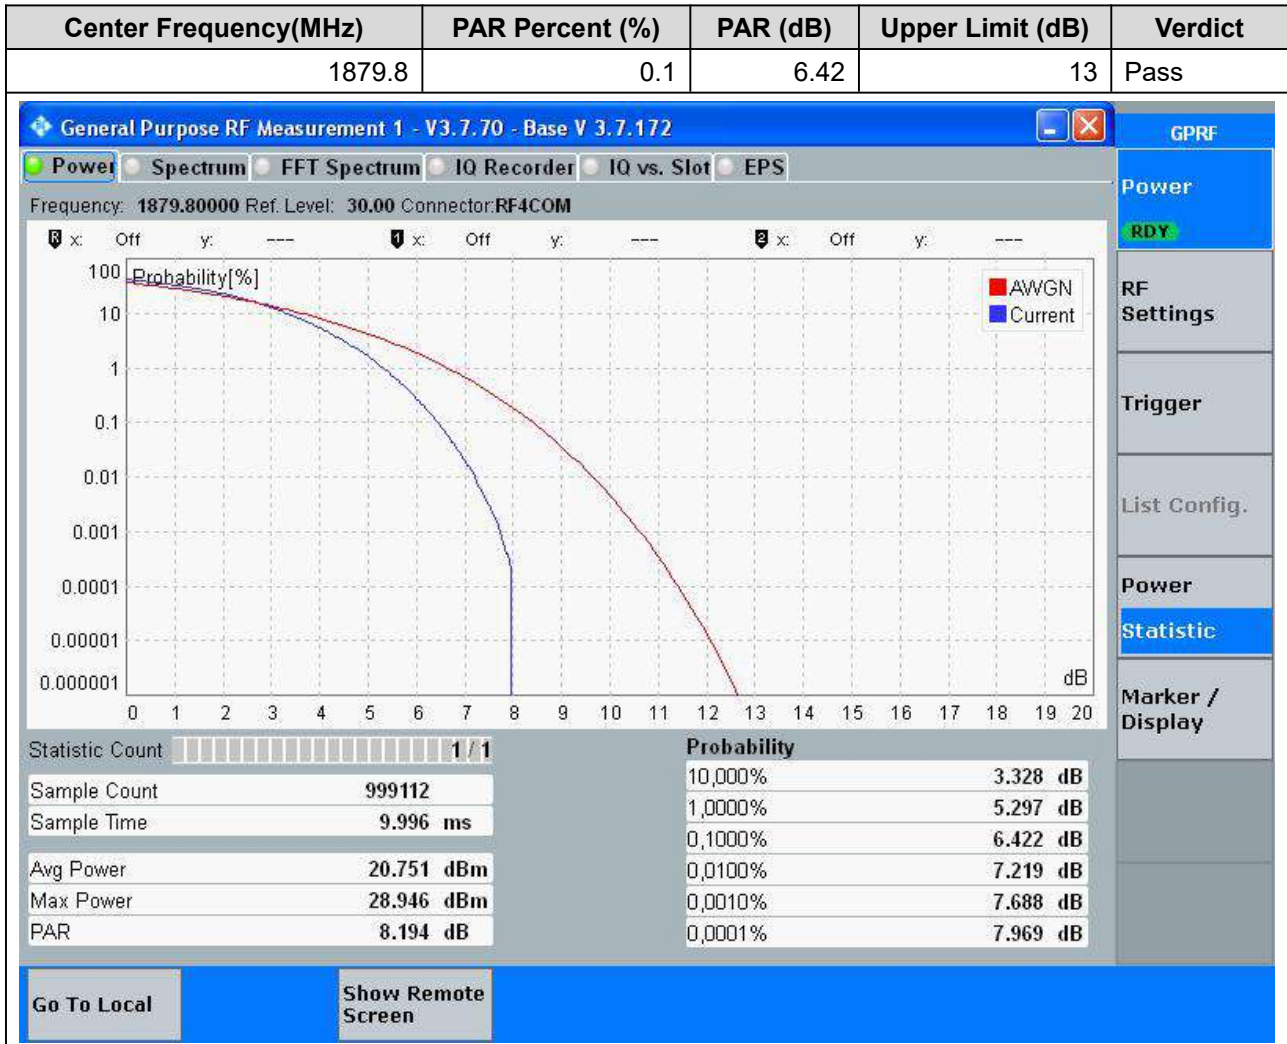 Center Frequency(MHz) PAR Percent (%) PAR (dB) Upper Limit (dB) Verdict
1879.8 0.1 6.42 13 Pass
General Purpose RF Measurement 1 - V3.7.70 - Base V 3.7.172
GPRF
Power Spectrum FFT Spectrum IQ Recorder IQ vs. Slot EPS
Frequency: 1879.80000 Ref. Level: 30.00 Connector:RF4COM
R x: Off y: --- 1 x: Off y: --- 2 x: Off y: ---
Probability[%]
100
10
1
0.1
0.01
0.001
0.0001
0.00001
0.000001
AWGN
Current
dB
0 1 2 3 4 5 6 7 8 9 10 11 12 13 14 15 16 17 18 19 20
Statistic Count 1 / 1
Sample Count 999112
Sample Time 9.996 ms
Avg Power 20.751 dBm
Max Power 28.946 dBm
PAR 8.194 dB
Probability
10,000% 3.328 dB
1,0000% 5.297 dB
0,1000% 6.422 dB
0,0100% 7.219 dB
0,0010% 7.688 dB
0,0001% 7.969 dB
Power
RDY
RF
Settings
Trigger
List Config.
Power
Statistic
Marker /
Display
Go To Local
Show Remote
Screen